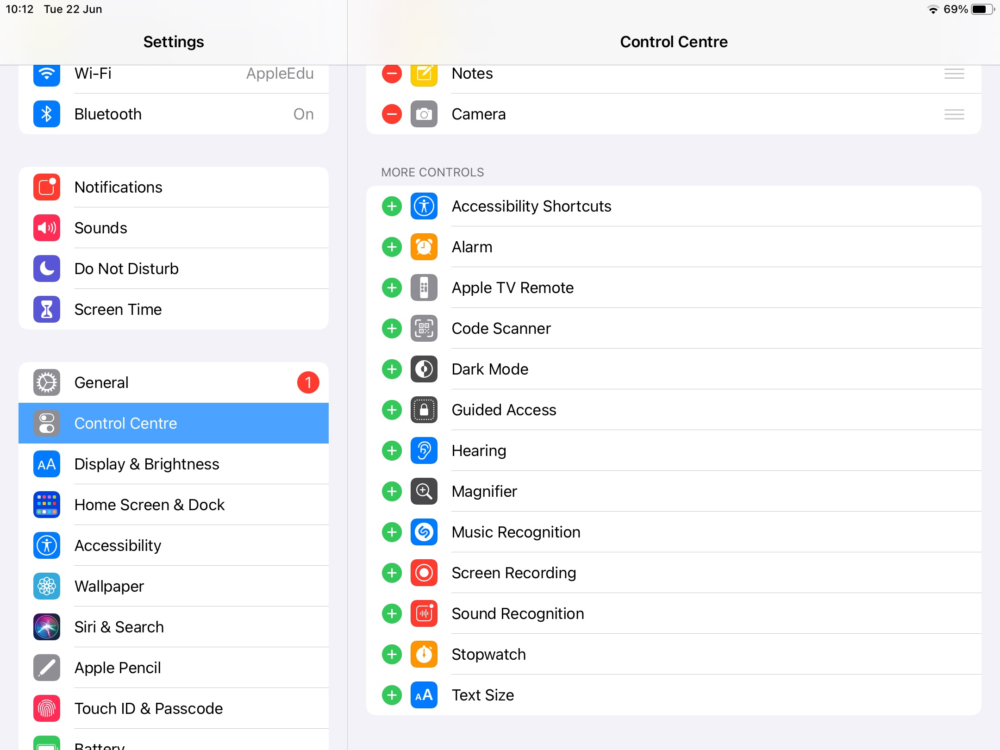 10:12 Tue 22 Jun
69%
Settings
Control Centre
Wi-Fi AppleEdu
Bluetooth On
Notifications
Sounds
Do Not Disturb
Screen Time
General 1
Control Centre
AA Display & Brightness
Home Screen & Dock
Accessibility
Wallpaper
Siri & Search
Apple Pencil
Touch ID & Passcode
Battery
Notes
Camera
MORE CONTROLS
Accessibility Shortcuts
Alarm
Apple TV Remote
Code Scanner
Dark Mode
Guided Access
Hearing
Magnifier
Music Recognition
Screen Recording
Sound Recognition
Stopwatch
AA Text Size